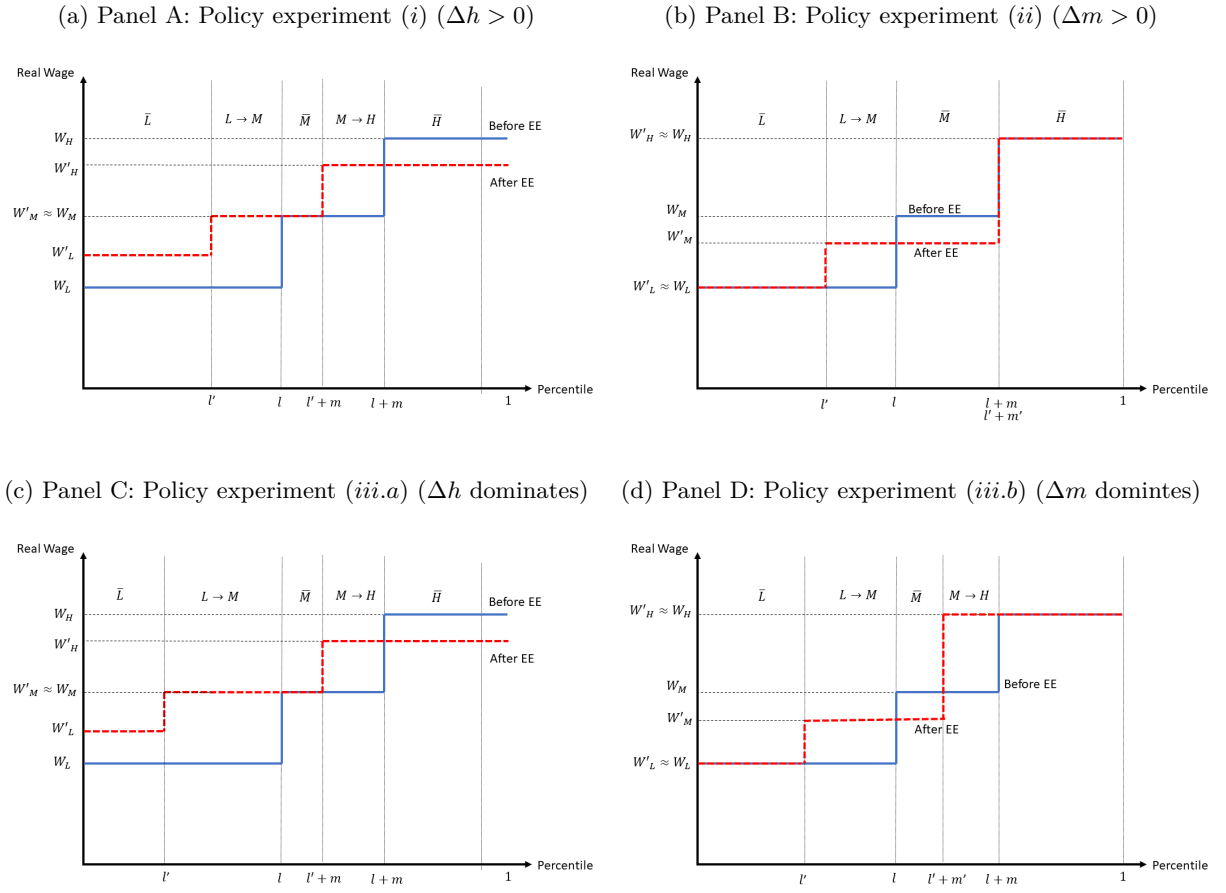 (a) Panel A: Policy experiment (i) (Δh > 0)
Real Wage
L̄ L → M M̄ M → H H̄
Before EE
W_H
W'_H
After EE
W'_M ≈ W_M
W'_L
W_L
Percentile
l' l l' + m l + m 1
(b) Panel B: Policy experiment (ii) (Δm > 0)
Real Wage
L̄ L → M M̄ H̄
W'_H ≈ W_H
W_M
Before EE
W'_M
After EE
W'_L ≈ W_L
Percentile
l' l l + m 1
l' + m'
(c) Panel C: Policy experiment (iii.a) (Δh dominates)
Real Wage
L̄ L → M M̄ M → H H̄
Before EE
W_H
W'_H
After EE
W'_M ≈ W_M
W'_L
W_L
Percentile
l' l l' + m l + m 1
(d) Panel D: Policy experiment (iii.b) (Δm domintes)
Real Wage
L̄ L → M M̄ M → H
W'_H ≈ W_H
W_M
Before EE
W'_M
After EE
W'_L ≈ W_L
Percentile
l' l l' + m' l + m 1